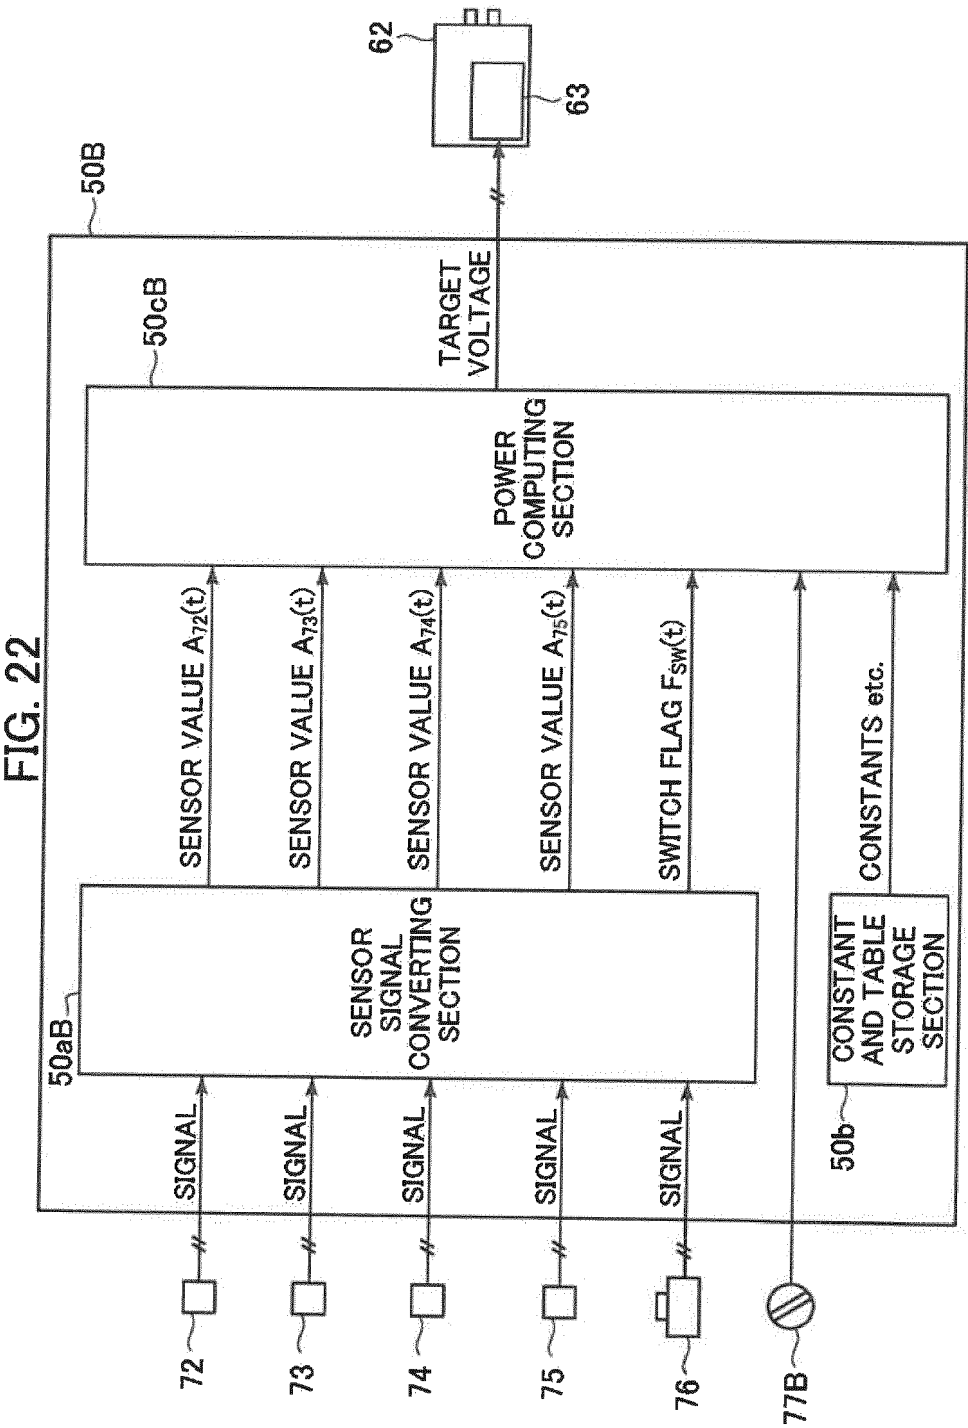 FIG. 22
50B
50aB
50cB
72
SIGNAL
SENSOR VALUE A72(t)
73
SIGNAL
SENSOR VALUE A73(t)
74
SIGNAL
SENSOR VALUE A74(t)
75
SIGNAL
SENSOR VALUE A75(t)
76
SIGNAL
SWITCH FLAG FSW(t)
77B
SENSOR
SIGNAL
CONVERTING
SECTION
50b
CONSTANT
AND TABLE
STORAGE
SECTION
CONSTANTS etc.
POWER
COMPUTING
SECTION
TARGET
VOLTAGE
62
63